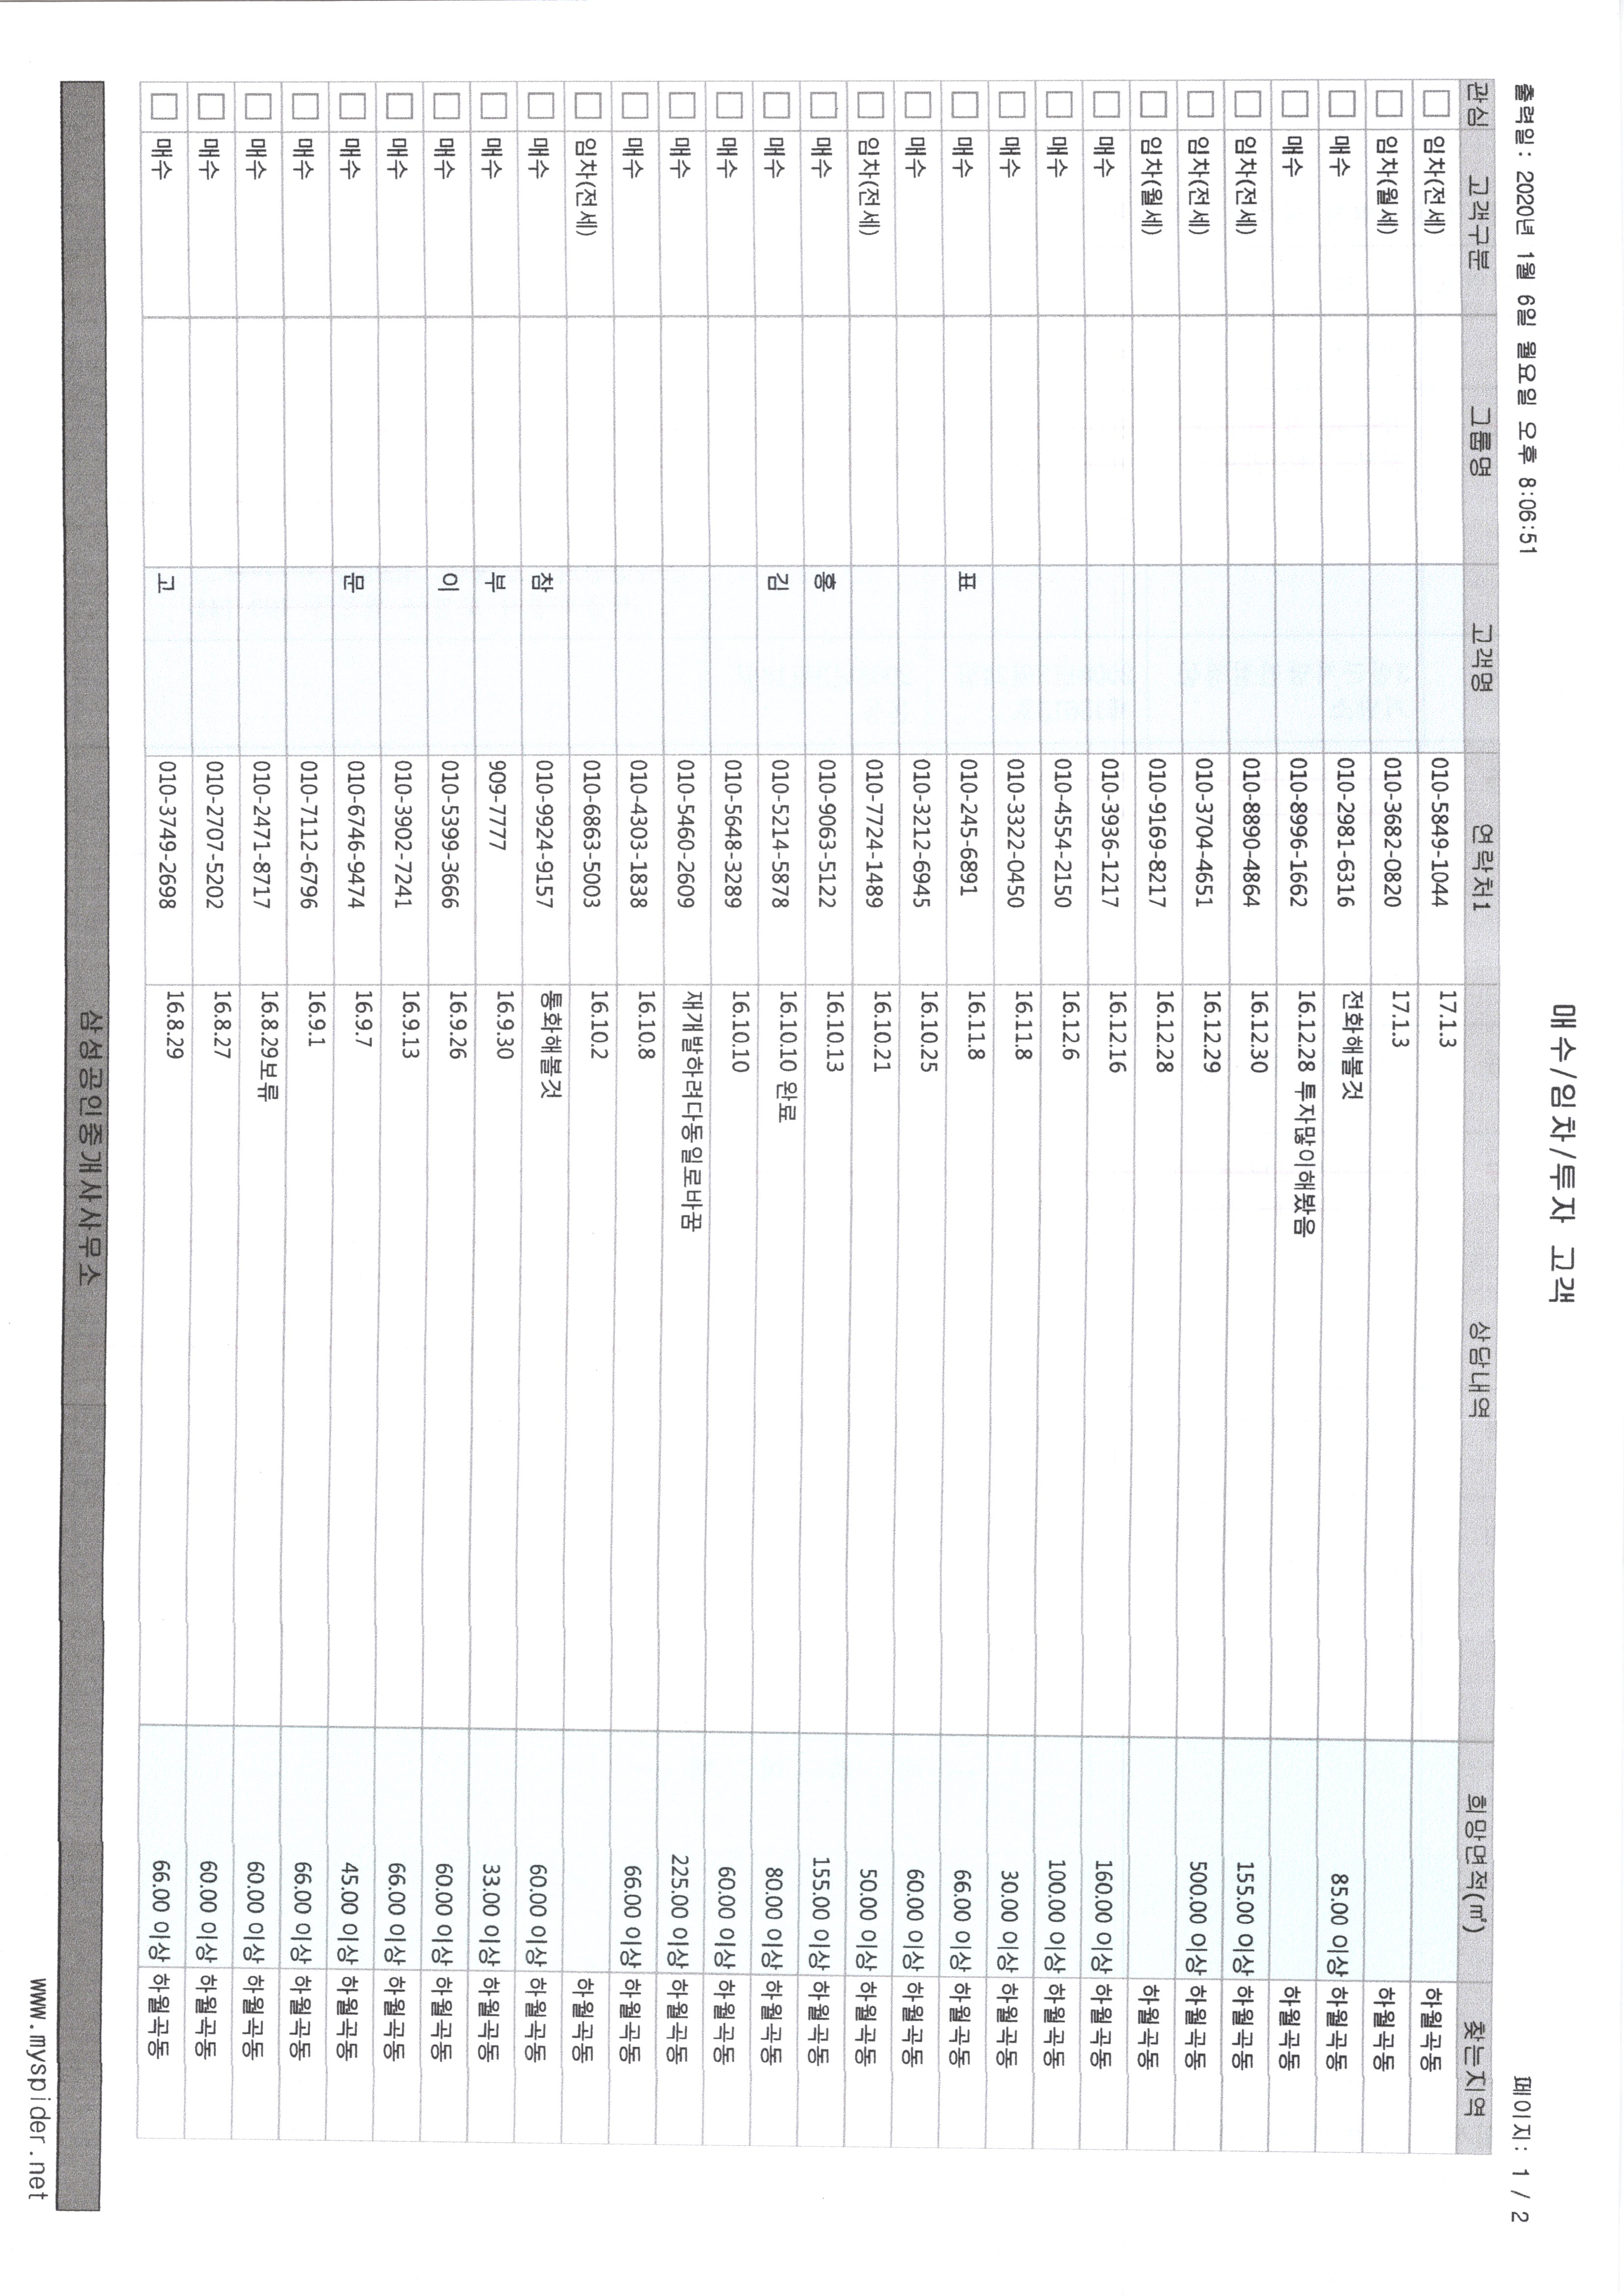 매수/임차/투자 고객
출력일: 2020년 1월 6일 월요일 오후 8:06:51
페이지: 1 / 2
관심 고객구분 그룹명 고객명 연락처1 상담내역 희망면적(㎡) 찾는지역
임차(전세) 010-5849-1044 17.1.3 하월곡동
임차(월세) 010-3682-0820 17.1.3 하월곡동
매수 010-2981-6316 전화해볼것 85.00 이상 하월곡동
매수 010-8996-1662 16.12.28 투자많이해봤음 하월곡동
임차(전세) 010-8890-4864 16.12.30 155.00 이상 하월곡동
임차(전세) 010-3704-4651 16.12.29 500.00 이상 하월곡동
임차(월세) 010-9169-8217 16.12.28 하월곡동
매수 010-3936-1217 16.12.16 160.00 이상 하월곡동
매수 010-4554-2150 16.12.6 100.00 이상 하월곡동
매수 010-3322-0450 16.11.8 30.00 이상 하월곡동
매수 표 010-245-6891 16.11.8 66.00 이상 하월곡동
매수 010-3212-6945 16.10.25 60.00 이상 하월곡동
임차(전세) 010-7724-1489 16.10.21 50.00 이상 하월곡동
매수 홍 010-9063-5122 16.10.13 155.00 이상 하월곡동
매수 김 010-5214-5878 16.10.10 완료 80.00 이상 하월곡동
매수 010-5648-3289 16.10.10 60.00 이상 하월곡동
매수 010-5460-2609 재개발하려다동일로바꿈 225.00 이상 하월곡동
매수 010-4303-1838 16.10.8 66.00 이상 하월곡동
임차(전세) 010-6863-5003 16.10.2 하월곡동
매수 참 010-9924-9157 통화해볼것 60.00 이상 하월곡동
매수 부 909-7777 16.9.30 33.00 이상 하월곡동
매수 이 010-5399-3666 16.9.26 60.00 이상 하월곡동
매수 010-3902-7241 16.9.13 66.00 이상 하월곡동
매수 문 010-6746-9474 16.9.7 45.00 이상 하월곡동
매수 010-7112-6796 16.9.1 66.00 이상 하월곡동
매수 010-2471-8717 16.8.29보류 60.00 이상 하월곡동
매수 010-2707-5202 16.8.27 60.00 이상 하월곡동
매수 고 010-3749-2698 16.8.29 66.00 이상 하월곡동
삼성공인중개사사무소
www.myspider.net